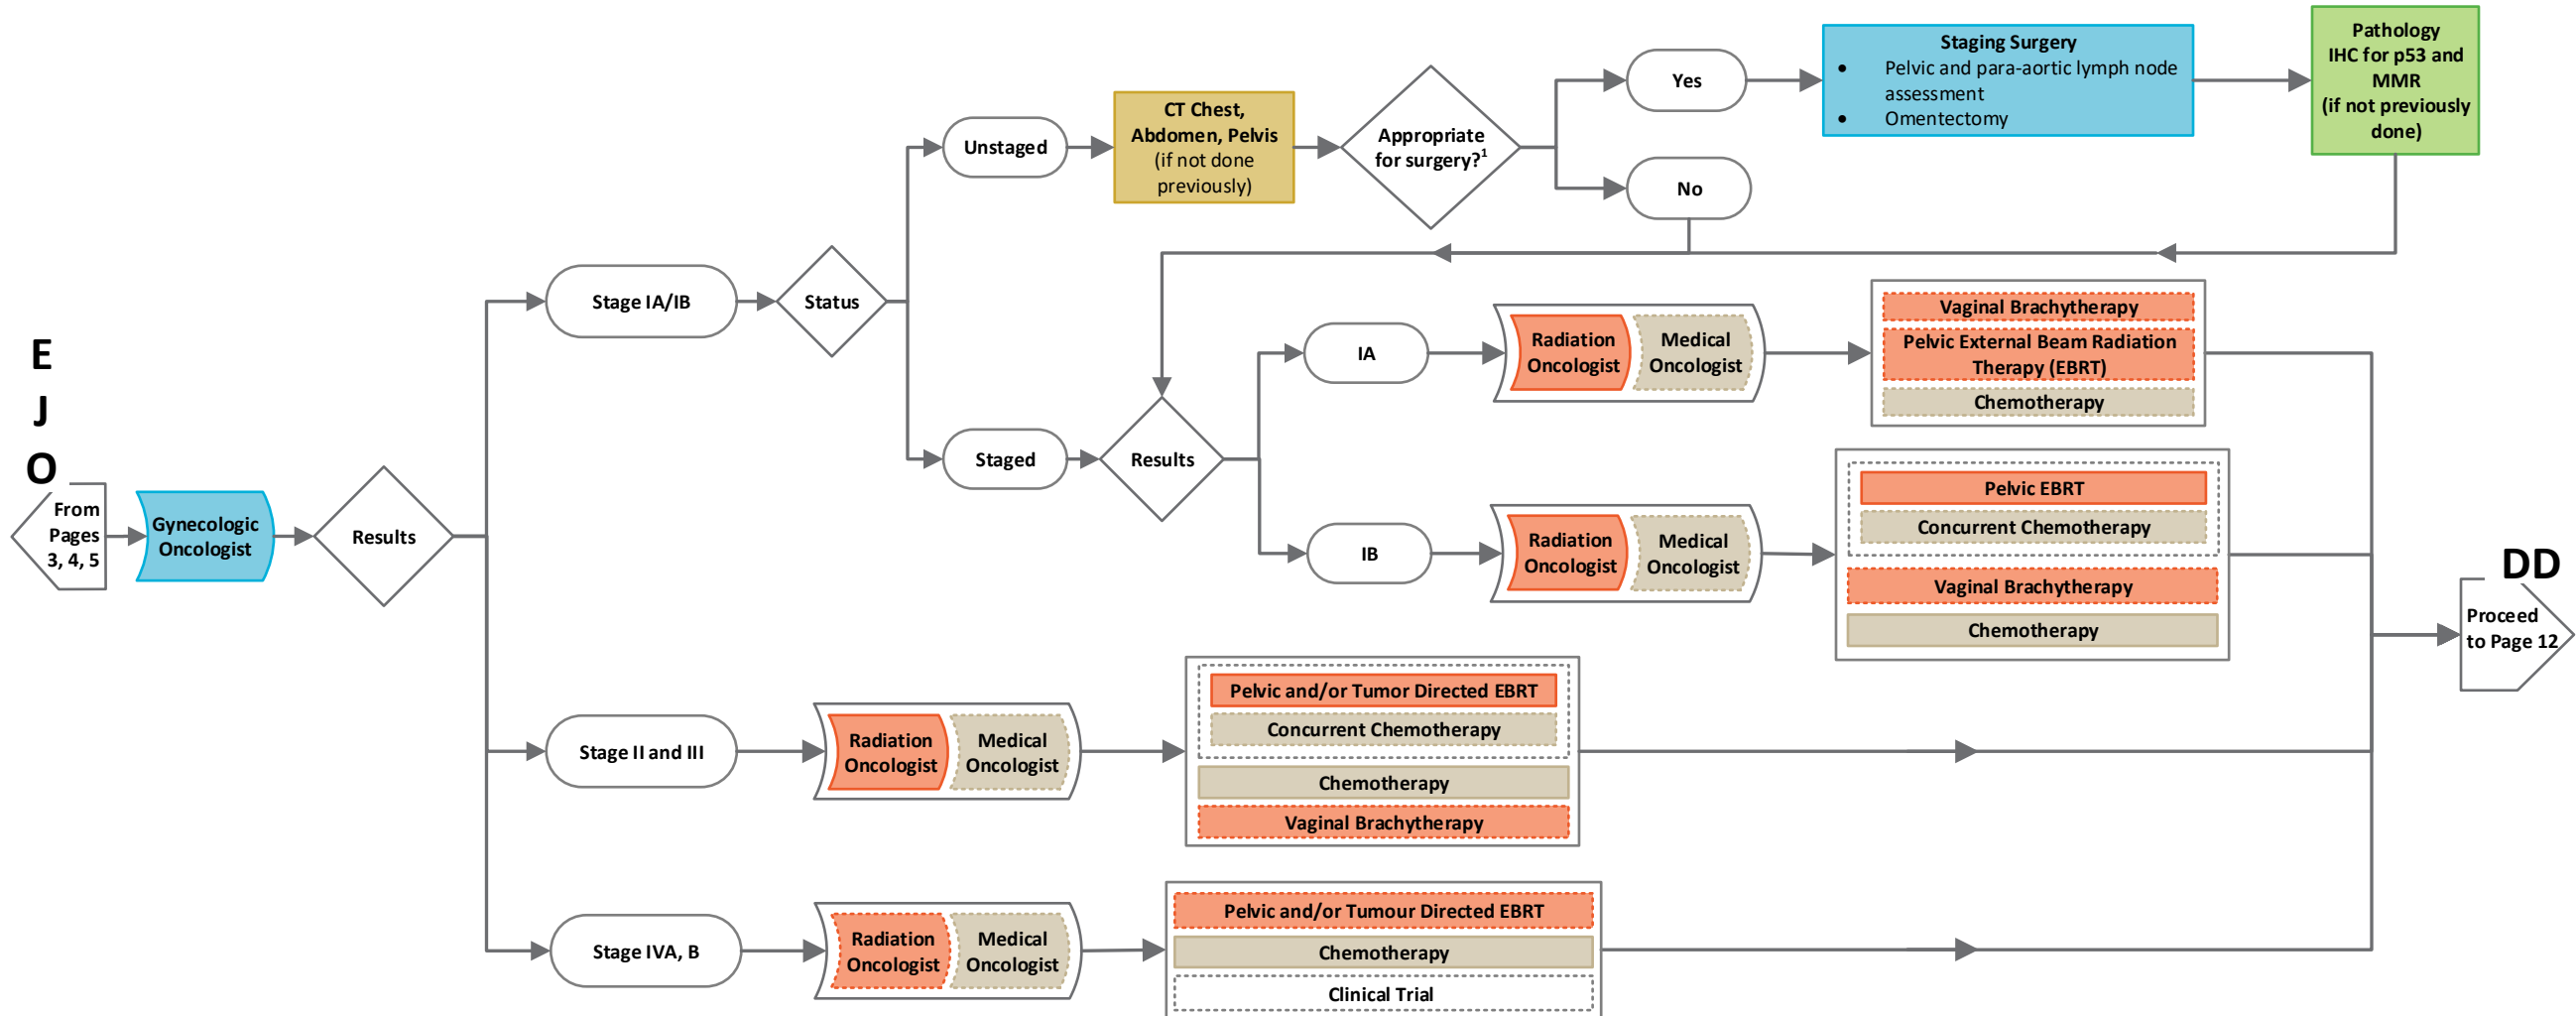 E
J
O
From
Pages
3, 4, 5
Gynecologic
Oncologist
Results
Stage IA/IB
Status
Unstaged
CT Chest,
Abdomen, Pelvis
(if not done
previously)
Appropriate
for surgery?1
Yes
No
Staging Surgery
• Pelvic and para-aortic lymph node
assessment
• Omentectomy
Pathology
IHC for p53 and
MMR
(if not previously
done)
Staged
Results
IA
Radiation
Oncologist
Medical
Oncologist
Vaginal Brachytherapy
Pelvic External Beam Radiation
Therapy (EBRT)
Chemotherapy
IB
Radiation
Oncologist
Medical
Oncologist
Pelvic EBRT
Concurrent Chemotherapy
Vaginal Brachytherapy
Chemotherapy
Stage II and III
Radiation
Oncologist
Medical
Oncologist
Pelvic and/or Tumor Directed EBRT
Concurrent Chemotherapy
Chemotherapy
Vaginal Brachytherapy
Stage IVA, B
Radiation
Oncologist
Medical
Oncologist
Pelvic and/or Tumour Directed EBRT
Chemotherapy
Clinical Trial
DD
Proceed
to Page 12